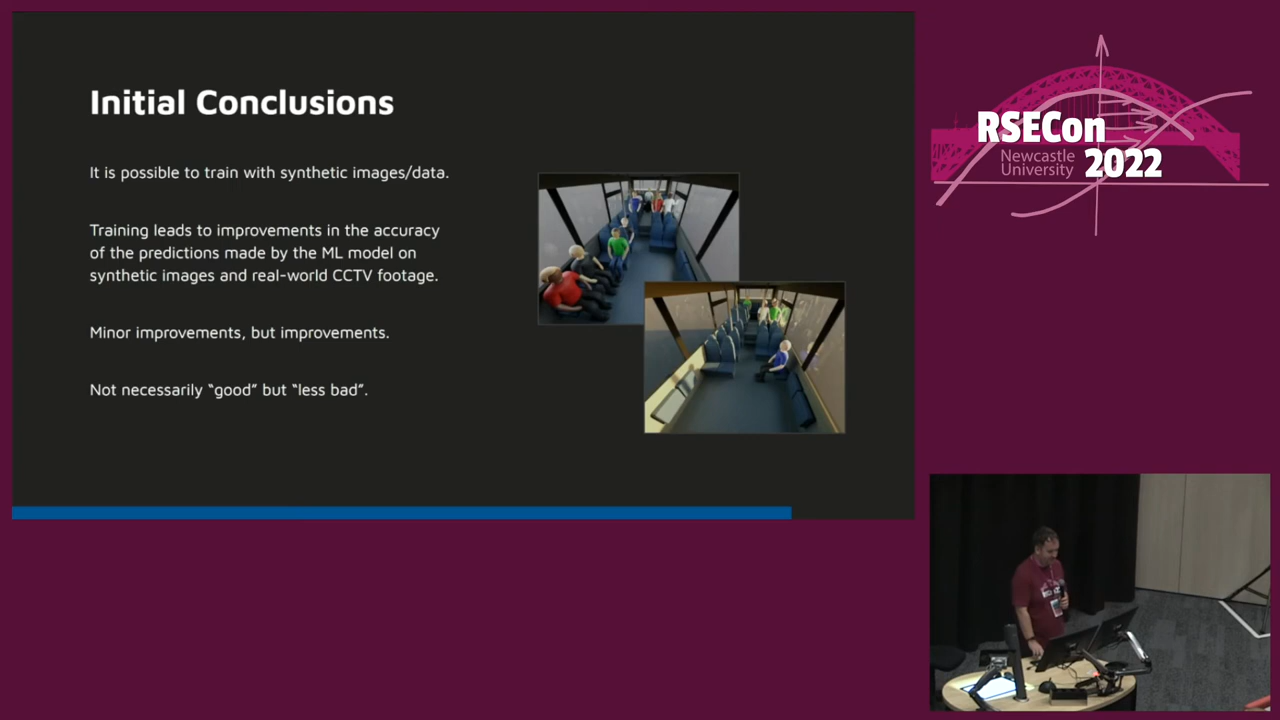 Initial Conclusions
It is possible to train with synthetic images/data.
Training leads to improvements in the accuracy
of the predictions made by the ML model on
synthetic images and real-world CCTV footage.
Minor improvements, but improvements.
Not necessarily “good” but “less bad”.
RSECon
Newcastle
University
2022